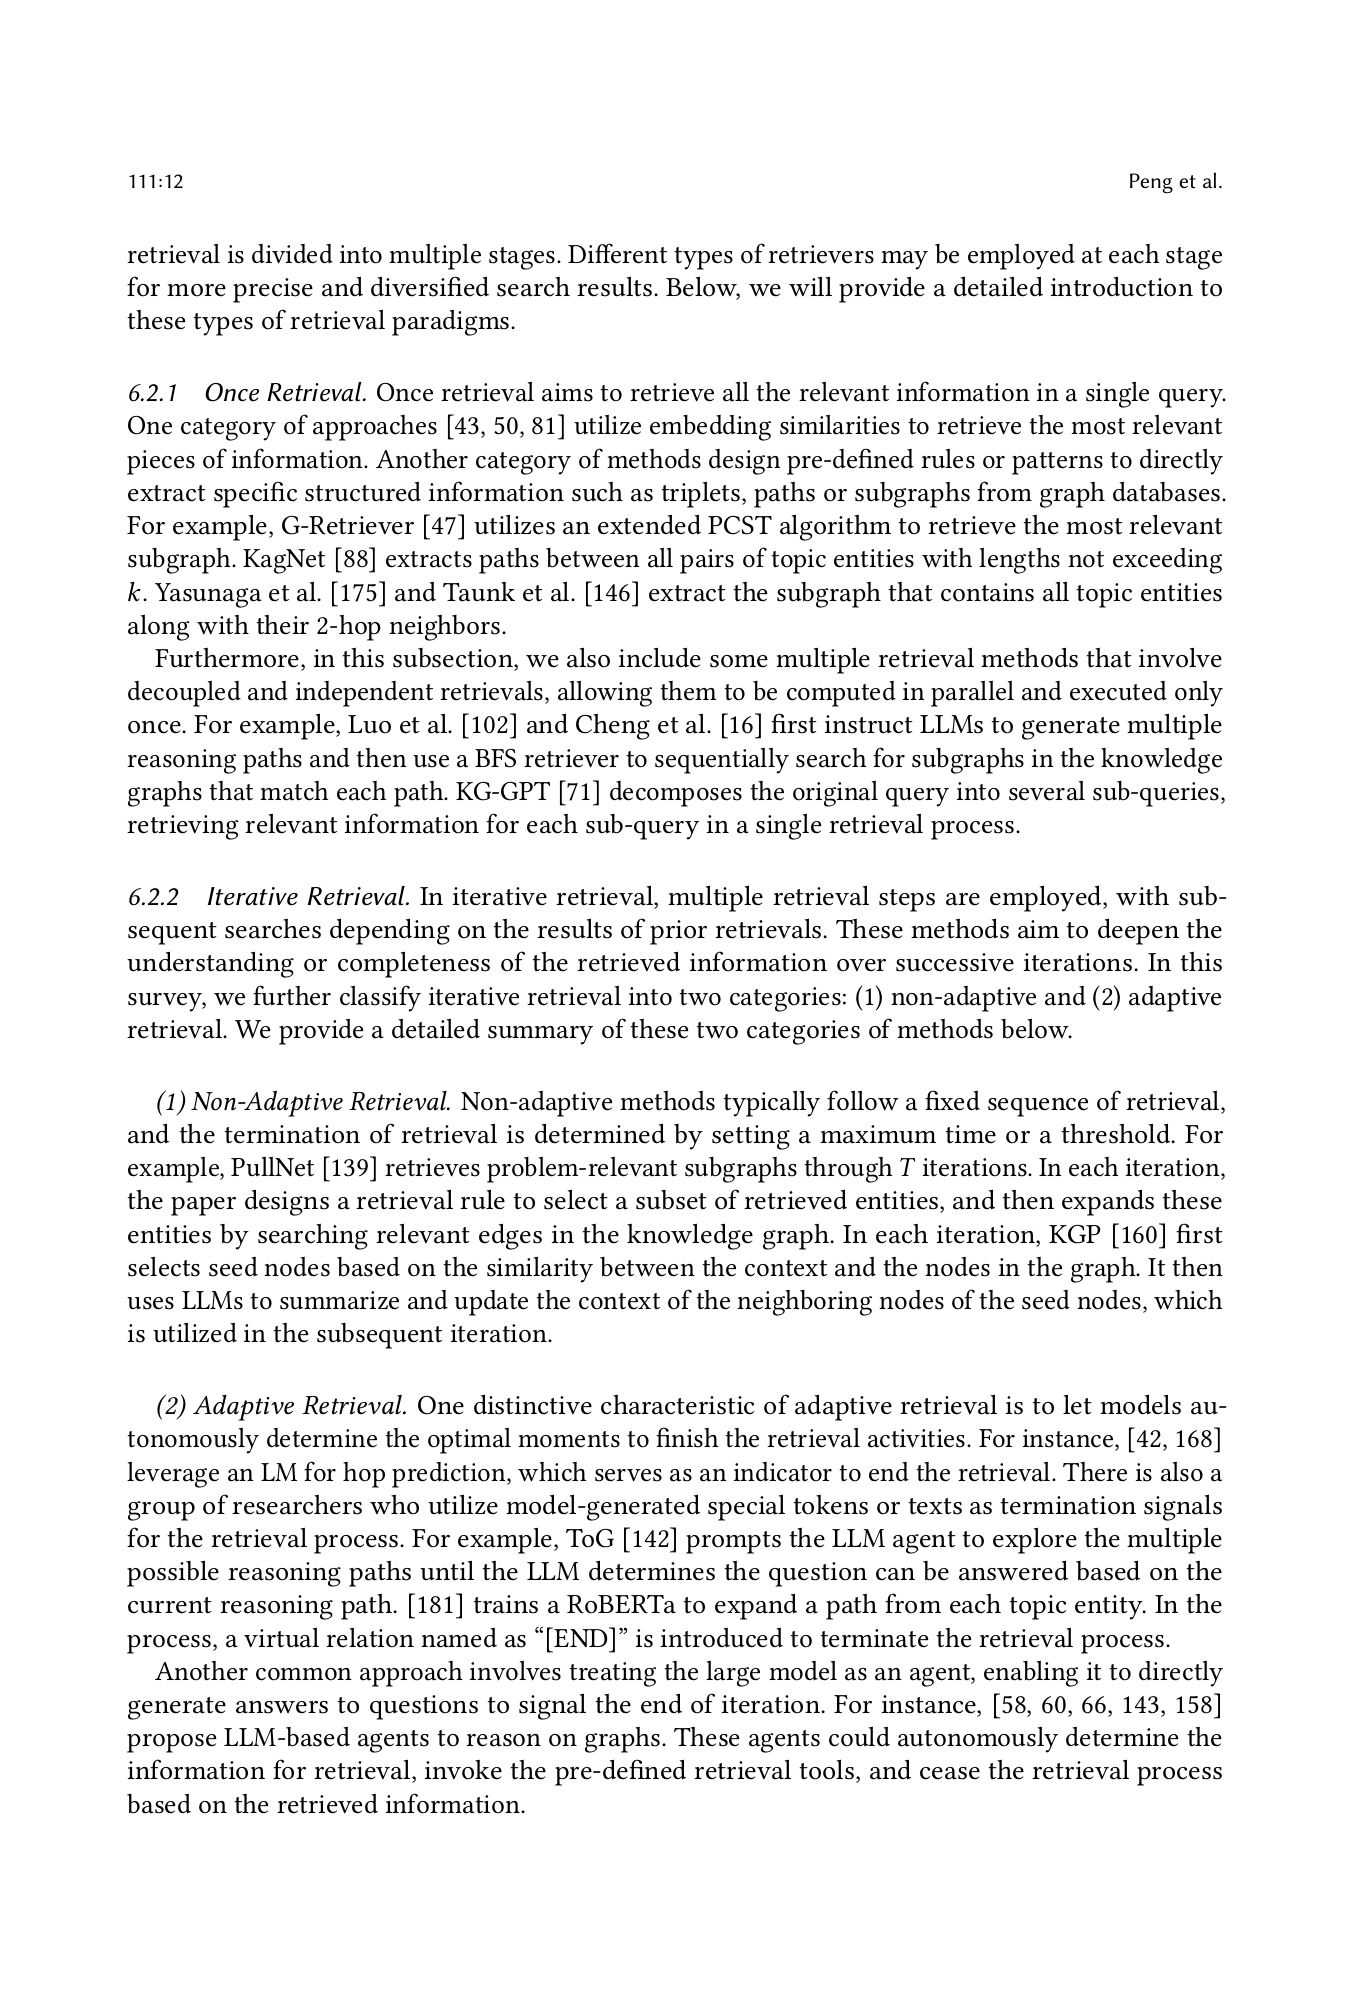 111:12
Peng et al.
retrieval is divided into multiple stages. Different types of retrievers may be employed at each stage
for more precise and diversified search results. Below, we will provide a detailed introduction to
these types of retrieval paradigms.
6.2.1 Once Retrieval. Once retrieval aims to retrieve all the relevant information in a single query.
One category of approaches [43, 50, 81] utilize embedding similarities to retrieve the most relevant
pieces of information. Another category of methods design pre-defined rules or patterns to directly
extract specific structured information such as triplets, paths or subgraphs from graph databases.
For example, G-Retriever [47] utilizes an extended PCST algorithm to retrieve the most relevant
subgraph. KagNet [88] extracts paths between all pairs of topic entities with lengths not exceeding
k. Yasunaga et al. [175] and Taunk et al. [146] extract the subgraph that contains all topic entities
along with their 2-hop neighbors.
Furthermore, in this subsection, we also include some multiple retrieval methods that involve
decoupled and independent retrievals, allowing them to be computed in parallel and executed only
once. For example, Luo et al. [102] and Cheng et al. [16] first instruct LLMs to generate multiple
reasoning paths and then use a BFS retriever to sequentially search for subgraphs in the knowledge
graphs that match each path. KG-GPT [71] decomposes the original query into several sub-queries,
retrieving relevant information for each sub-query in a single retrieval process.
6.2.2 Iterative Retrieval. In iterative retrieval, multiple retrieval steps are employed, with sub-
sequent searches depending on the results of prior retrievals. These methods aim to deepen the
understanding or completeness of the retrieved information over successive iterations. In this
survey, we further classify iterative retrieval into two categories: (1) non-adaptive and (2) adaptive
retrieval. We provide a detailed summary of these two categories of methods below.
(1) Non-Adaptive Retrieval. Non-adaptive methods typically follow a fixed sequence of retrieval,
and the termination of retrieval is determined by setting a maximum time or a threshold. For
example, PullNet [139] retrieves problem-relevant subgraphs through T iterations. In each iteration,
the paper designs a retrieval rule to select a subset of retrieved entities, and then expands these
entities by searching relevant edges in the knowledge graph. In each iteration, KGP [160] first
selects seed nodes based on the similarity between the context and the nodes in the graph. It then
uses LLMs to summarize and update the context of the neighboring nodes of the seed nodes, which
is utilized in the subsequent iteration.
(2) Adaptive Retrieval. One distinctive characteristic of adaptive retrieval is to let models au-
tonomously determine the optimal moments to finish the retrieval activities. For instance, [42, 168]
leverage an LM for hop prediction, which serves as an indicator to end the retrieval. There is also a
group of researchers who utilize model-generated special tokens or texts as termination signals
for the retrieval process. For example, ToG [142] prompts the LLM agent to explore the multiple
possible reasoning paths until the LLM determines the question can be answered based on the
current reasoning path. [181] trains a RoBERTa to expand a path from each topic entity. In the
process, a virtual relation named as “[END]” is introduced to terminate the retrieval process.
Another common approach involves treating the large model as an agent, enabling it to directly
generate answers to questions to signal the end of iteration. For instance, [58, 60, 66, 143, 158]
propose LLM-based agents to reason on graphs. These agents could autonomously determine the
information for retrieval, invoke the pre-defined retrieval tools, and cease the retrieval process
based on the retrieved information.